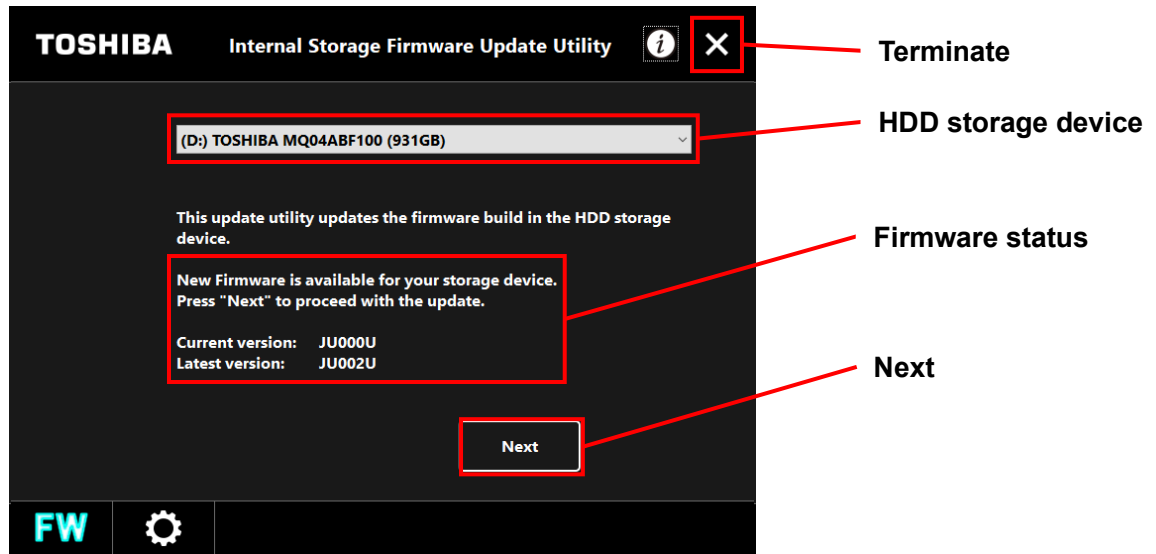 TOSHIBA
Internal Storage Firmware Update Utility
i
Terminate
(D:) TOSHIBA MQ04ABF100 (931GB)
HDD storage device
This update utility updates the firmware build in the HDD storage
device.
New Firmware is available for your storage device.
Press "Next" to proceed with the update.
Current version: JU000U
Latest version: JU002U
Firmware status
Next
Next
FW